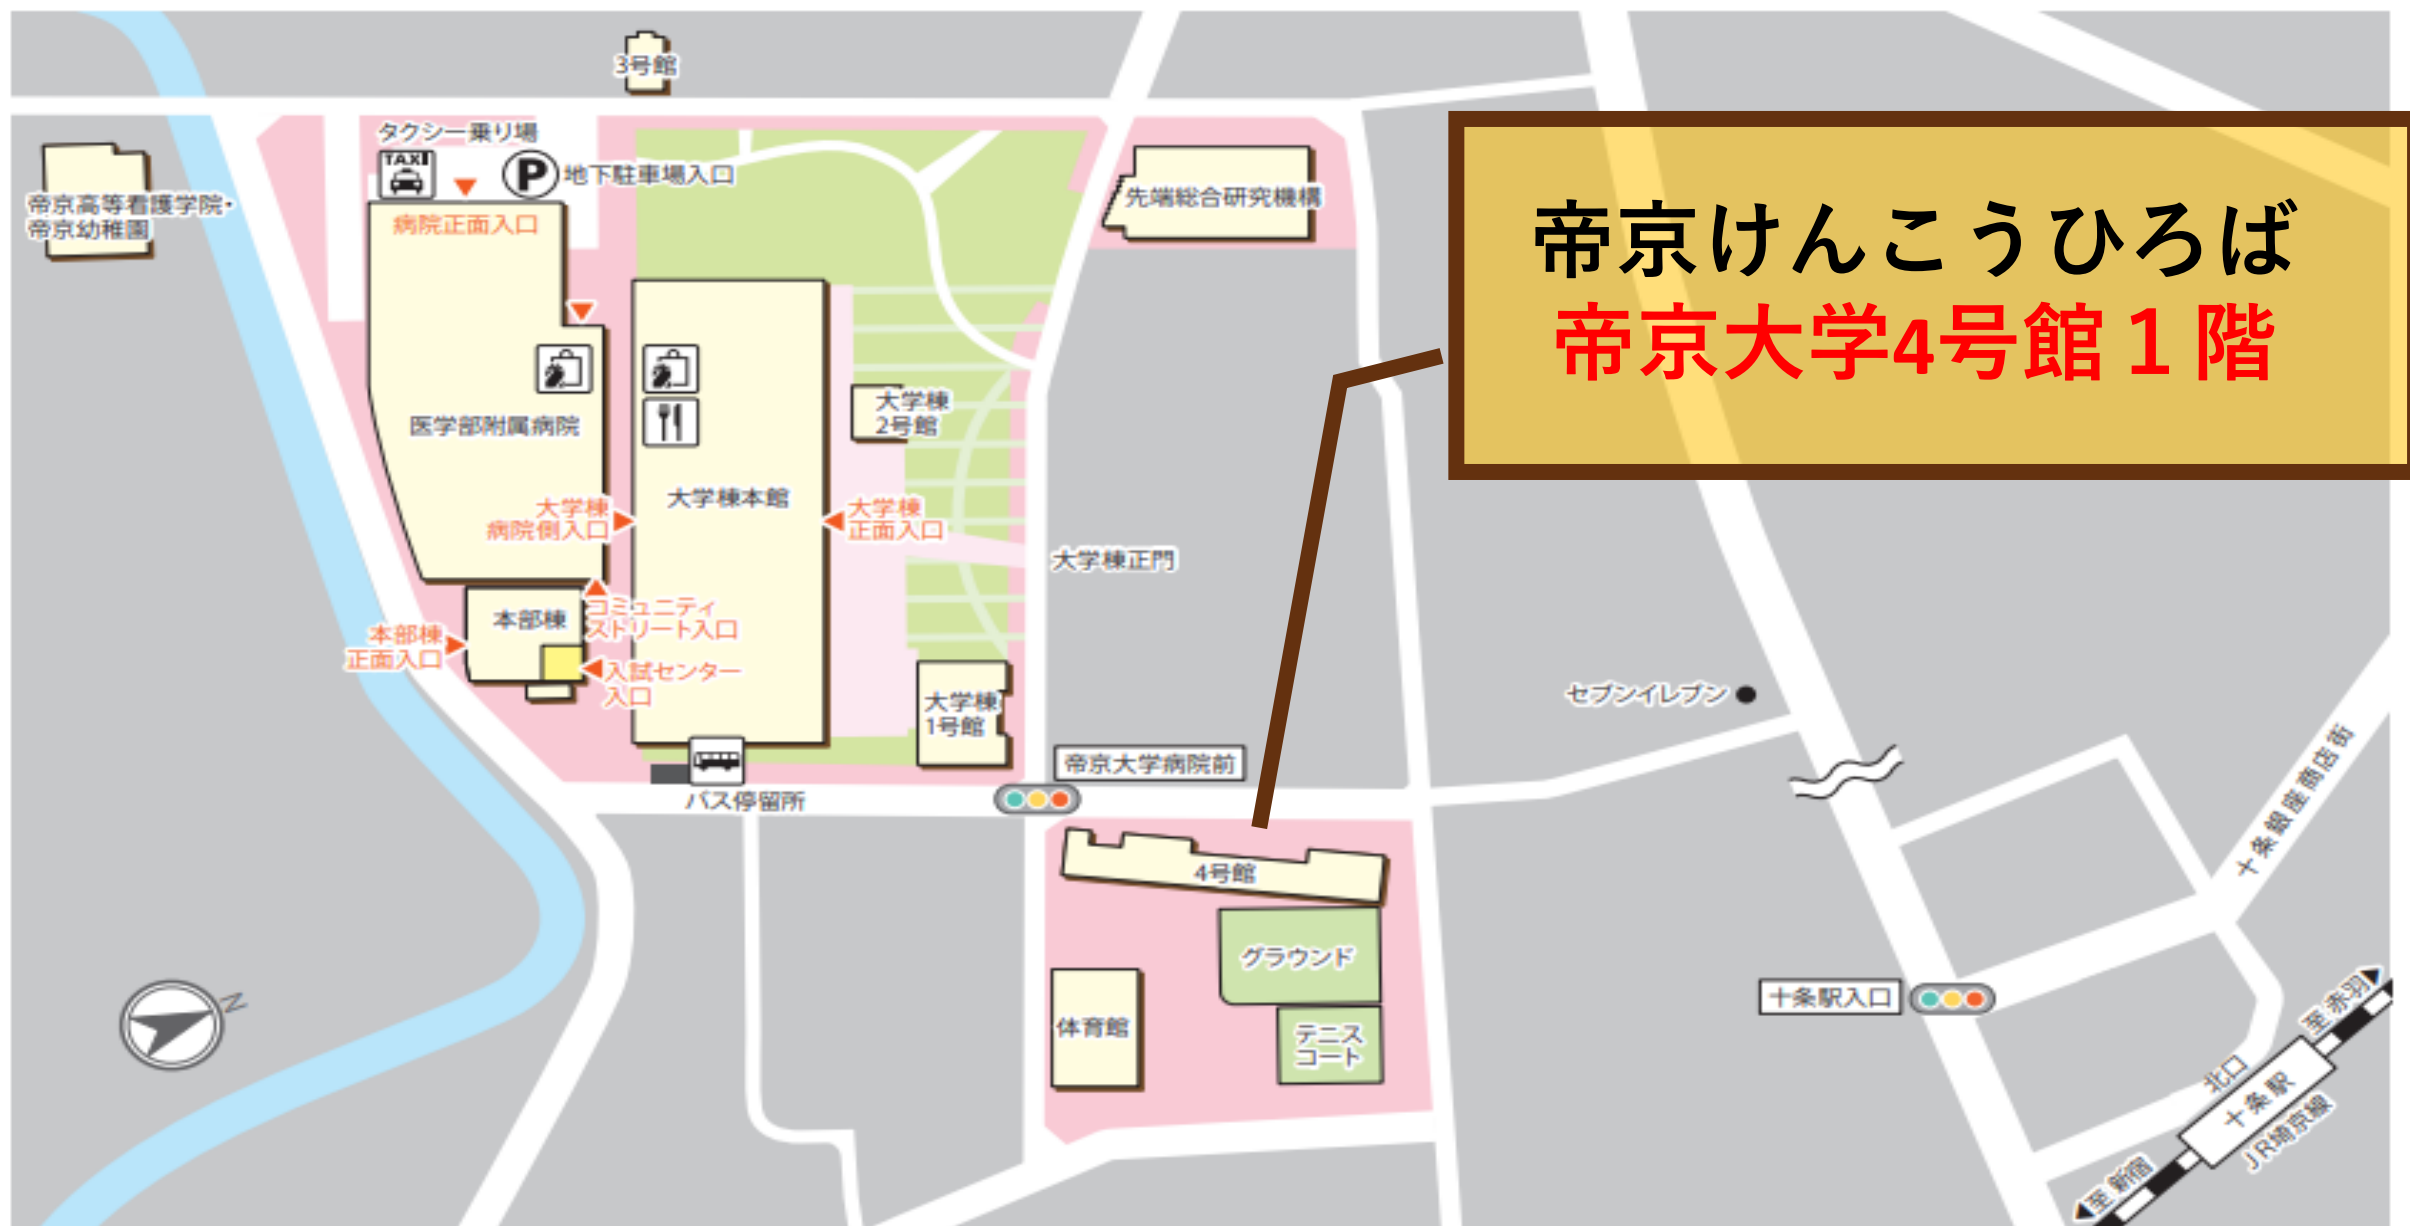 3号館
タクシー乗り場
TAXI
P
地下駐車場入口
病院正面入口
帝京高等看護学院・
帝京幼稚園
先端総合研究機構
帝京けんこうひろば
帝京大学4号館１階
医学部附属病院
大学棟
2号館
大学棟本館
大学棟
病院側入口
大学棟
正面入口
大学棟正門
本部棟
コミュニティ
ストリート入口
本部棟
正面入口
入試センター
入口
大学棟
1号館
セブンイレブン
帝京大学病院前
バス停留所
十条銀座商店街
4号館
グラウンド
体育館
テニス
コート
N
十条駅入口
至赤羽
北口
十条駅
JR埼京線
至新宿